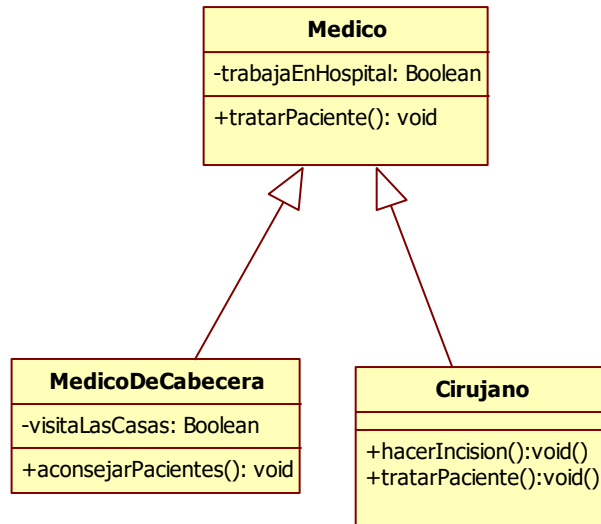 Medico
-trabajaEnHospital: Boolean
+tratarPaciente(): void
MedicoDeCabecera
-visitaLasCasas: Boolean
+aconsejarPacientes(): void
Cirujano
+hacerIncision():void()
+tratarPaciente():void()